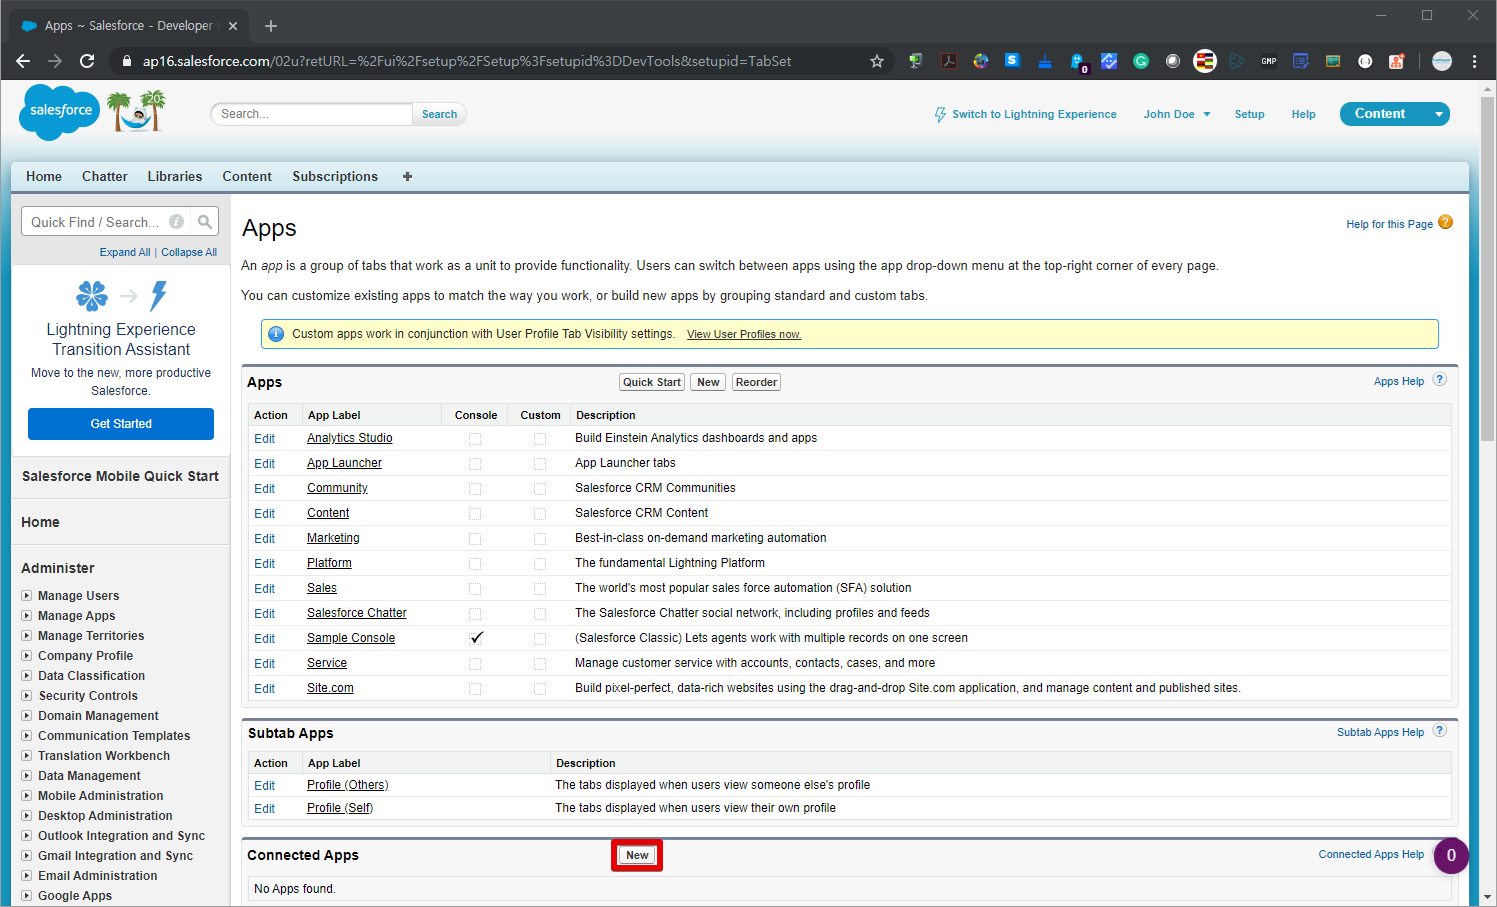 Apps ~ Salesforce - Developer
ap16.salesforce.com/02u?retURL=%2Fui%2Fsetup%2FSetup%3Fsetupid%3DDevTools&setupid=TabSet
S
0
G
GMP
salesforce
20
Search...
Search
Switch to Lightning Experience
John Doe
Setup
Help
Content
Home
Chatter
Libraries
Content
Subscriptions
+
Quick Find / Search...
Expand All | Collapse All
Lightning Experience
Transition Assistant
Move to the new, more productive
Salesforce.
Get Started
Salesforce Mobile Quick Start
Home
Administer
Manage Users
Manage Apps
Manage Territories
Company Profile
Data Classification
Security Controls
Domain Management
Communication Templates
Translation Workbench
Data Management
Mobile Administration
Desktop Administration
Outlook Integration and Sync
Gmail Integration and Sync
Email Administration
Google Apps
Apps
Help for this Page ?
An app is a group of tabs that work as a unit to provide functionality. Users can switch between apps using the app drop-down menu at the top-right corner of every page.
You can customize existing apps to match the way you work, or build new apps by grouping standard and custom tabs.
Custom apps work in conjunction with User Profile Tab Visibility settings. View User Profiles now.
Apps
Quick Start
New
Reorder
Apps Help ?
Action App Label Console Custom Description
Edit Analytics Studio Build Einstein Analytics dashboards and apps
Edit App Launcher App Launcher tabs
Edit Community Salesforce CRM Communities
Edit Content Salesforce CRM Content
Edit Marketing Best-in-class on-demand marketing automation
Edit Platform The fundamental Lightning Platform
Edit Sales The world's most popular sales force automation (SFA) solution
Edit Salesforce Chatter The Salesforce Chatter social network, including profiles and feeds
Edit Sample Console ✓ (Salesforce Classic) Lets agents work with multiple records on one screen
Edit Service Manage customer service with accounts, contacts, cases, and more
Edit Site.com Build pixel-perfect, data-rich websites using the drag-and-drop Site.com application, and manage content and published sites.
Subtab Apps
Subtab Apps Help ?
Action App Label Description
Edit Profile (Others) The tabs displayed when users view someone else's profile
Edit Profile (Self) The tabs displayed when users view their own profile
Connected Apps
New
Connected Apps Help
0
No Apps found.